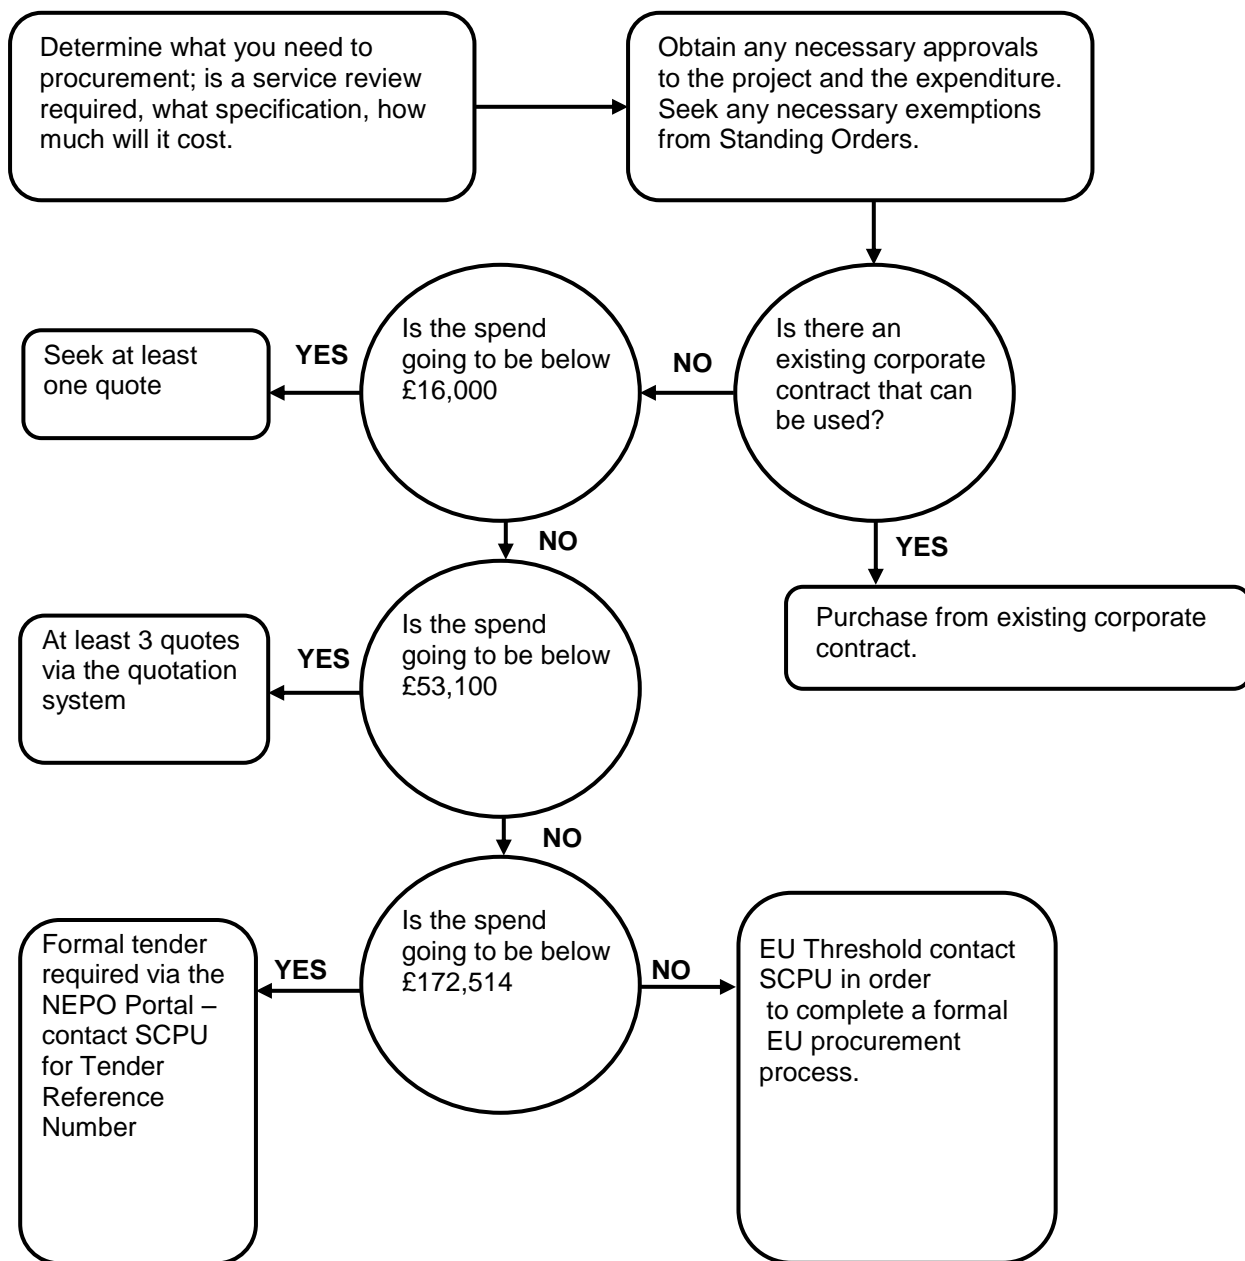 Determine what you need to
procurement; is a service review
required, what specification, how
much will it cost.
Obtain any necessary approvals
to the project and the expenditure.
Seek any necessary exemptions
from Standing Orders.
Is there an
existing corporate
contract that can
be used?
NO
YES
Purchase from existing corporate
contract.
Is the spend
going to be below
£16,000
YES
Seek at least
one quote
NO
Is the spend
going to be below
£53,100
YES
At least 3 quotes
via the quotation
system
NO
Is the spend
going to be below
£172,514
YES
Formal tender
required via the
NEPO Portal –
contact SCPU
for Tender
Reference
Number
NO
EU Threshold contact
SCPU in order
to complete a formal
EU procurement
process.